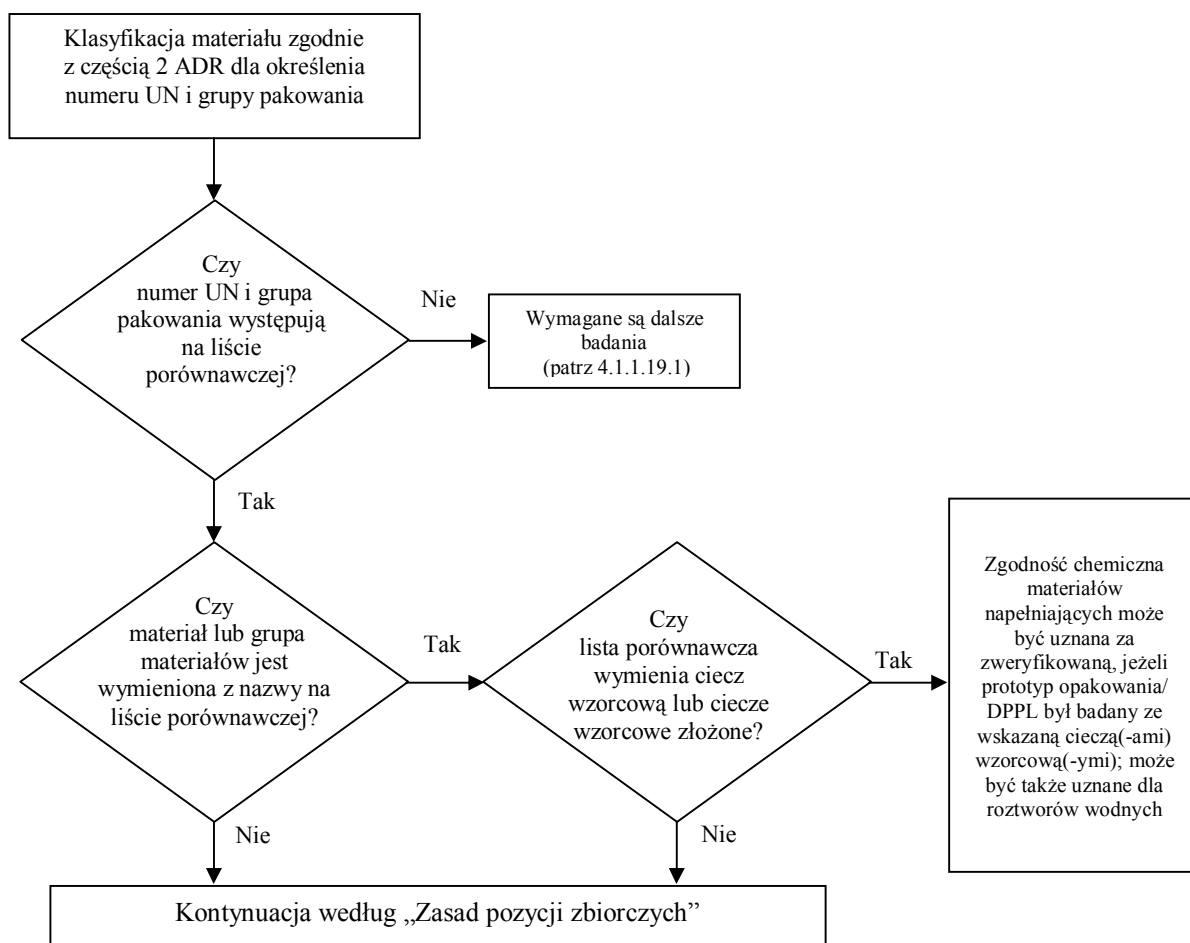 Klasyfikacja materiału zgodnie
z częścią 2 ADR dla określenia
numeru UN i grupy pakowania
Czy
numer UN i grupa
pakowania występują
na liście
porównawczej?
Nie
Wymagane są dalsze
badania
(patrz 4.1.1.19.1)
Tak
Czy
materiał lub grupa
materiałów jest
wymieniona z nazwy na
liście porównawczej?
Tak
Czy
lista porównawcza
wymienia ciecz
wzorcową lub ciecze
wzorcowe złożone?
Tak
Zgodność chemiczna
materiałów
napełniających może
być uznana za
zweryfikowaną, jeżeli
prototyp opakowania/
DPPL był badany ze
wskazaną cieczą(-ami)
wzorcową(-ymi); może
być także uznane dla
roztworów wodnych
Nie
Nie
Kontynuacja według „Zasad pozycji zbiorczych”